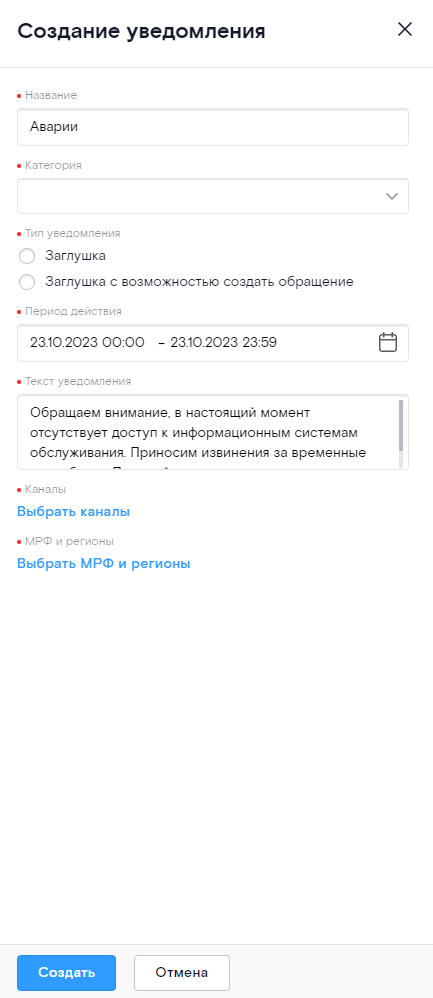 Создание уведомления
Название
Аварии
Категория
Тип уведомления
Заглушка
Заглушка с возможностью создать обращение
Период действия
23.10.2023 00:00 – 23.10.2023 23:59
Текст уведомления
Обращаем внимание, в настоящий момент
отсутствует доступ к информационным системам
обслуживания. Приносим извинения за временные
Каналы
Выбрать каналы
МРФ и регионы
Выбрать МРФ и регионы
Создать
Отмена